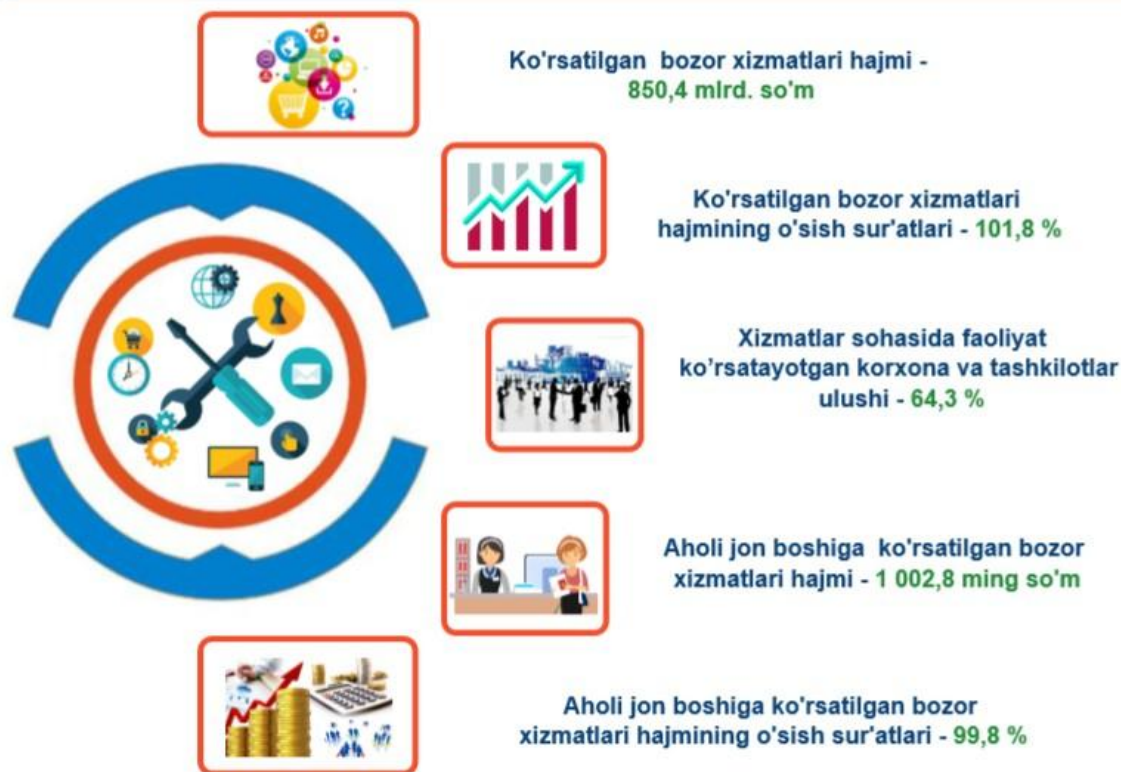 Ko'rsatilgan bozor xizmatlari hajmi -
850,4 mlrd. so'm
Ko'rsatilgan bozor xizmatlari
hajmining o'sish sur'atlari - 101,8 %
Xizmatlar sohasida faoliyat
ko’rsatayotgan korxona va tashkilotlar
ulushi - 64,3 %
Aholi jon boshiga ko'rsatilgan bozor
xizmatlari hajmi - 1 002,8 ming so'm
Aholi jon boshiga ko'rsatilgan bozor
xizmatlari hajmining o'sish sur'atlari - 99,8 %